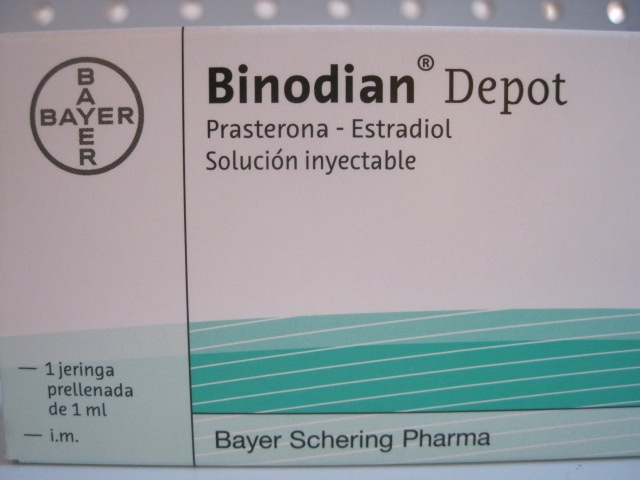 BAYER
BAYER
Binodian® Depot
Prasterona - Estradiol
Solución inyectable
— 1 jeringa
prellenada
de 1 ml
— i.m.
Bayer Schering Pharma